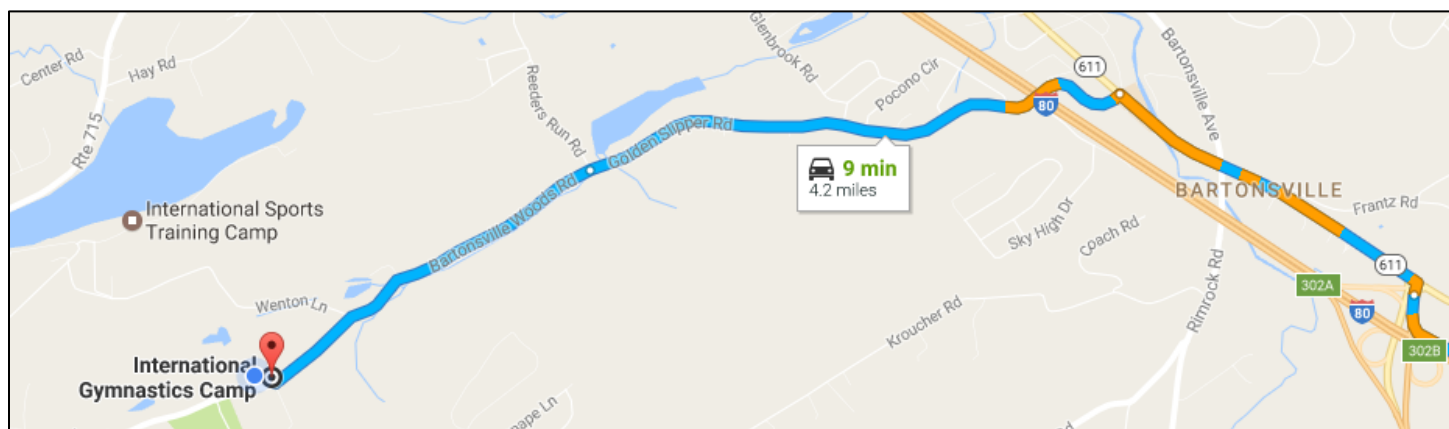 Center Rd
Hay Rd
Rte 715
International Sports
Training Camp
Wenton Ln
International
Gymnastics Camp
Bartonsville Woods Rd
Reeders Run Rd
Golden Slipper Rd
Glenbrook Rd
Pocono Cir
9 min
4.2 miles
80
611
Bartonsville Ave
BARTONSVILLE
Frantz Rd
Sky High Dr
Coach Rd
Rimrock Rd
Kroucher Rd
611
302A
80
302B
Rd